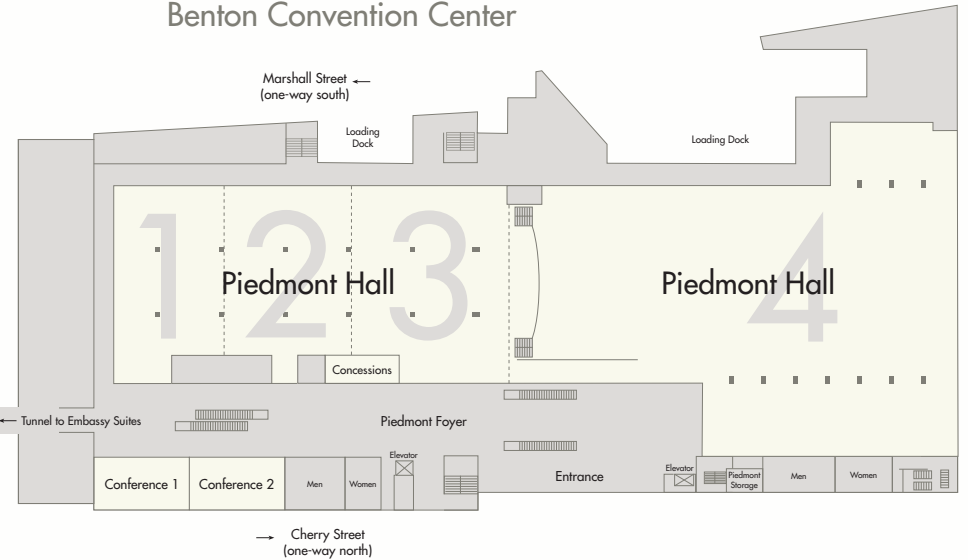 Benton Convention Center
Marshall Street
(one-way south)
Loading
Dock
Loading Dock
1
2
3
4
Piedmont Hall
Piedmont Hall
Concessions
Tunnel to Embassy Suites
Piedmont Foyer
Conference 1
Conference 2
Men
Women
Elevator
Entrance
Elevator
Piedmont
Storage
Men
Women
Cherry Street
(one-way north)